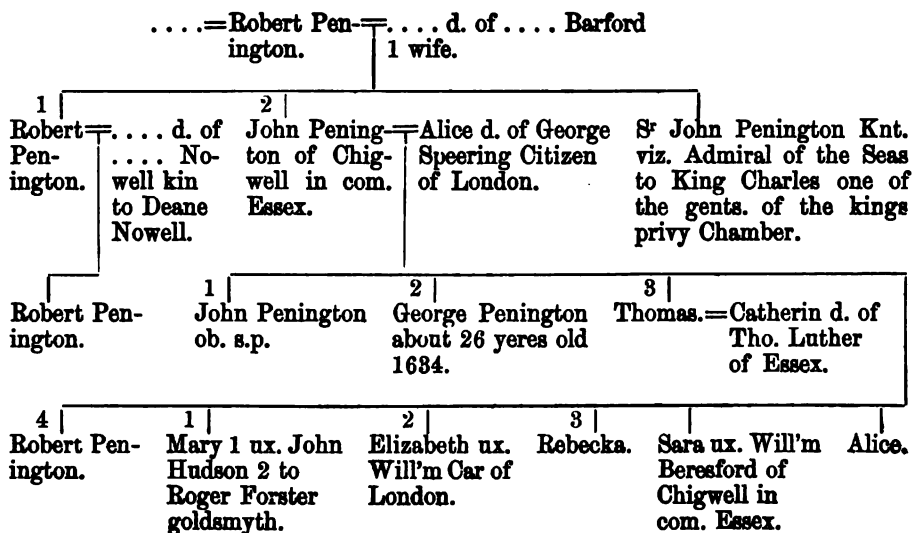 . . . . =Robert Pen-=. . . . d. of . . . . Barford
ington. 1 wife.
1 2
Robert=. . . . d. of John Pening-=Alice d. of George Sr John Penington Knt.
Pen- . . . . No- ton of Chig- Speering Citizen viz. Admiral of the Seas
ington. well kin well in com. of London. to King Charles one of
to Deane Essex. the gents. of the kings
Nowell. privy Chamber.
1 2 3
Robert Pen- John Penington George Penington Thomas.=Catherin d. of
ington. ob. s.p. about 26 yeres old Tho. Luther
1634. of Essex.
4 1 2 3
Robert Pen- Mary 1 ux. John Elizabeth ux. Rebecka. Sara ux. Will'm Alice.
ington. Hudson 2 to Will'm Car of Beresford of
Roger Forster London. Chigwell in
goldsmyth. com. Essex.